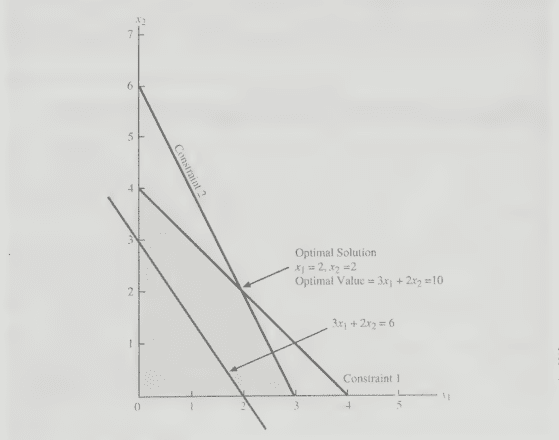 x2
7
6
5
Constraint 2
4
3
Optimal Solution
x1 = 2, x2 =2
Optimal Value = 3x1 + 2x2 =10
2
3x1 + 2x2 = 6
1
Constraint 1
0 1 2 3 4 5 x1